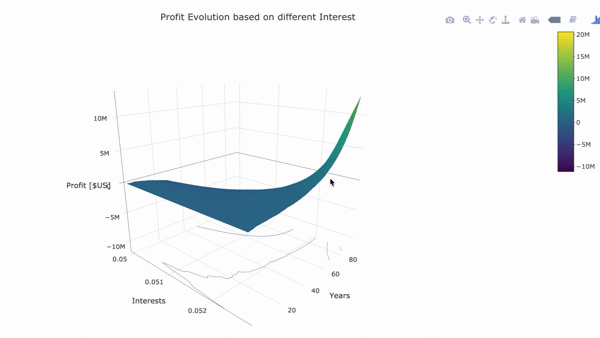 Profit Evolution based on different Interest
20M
15M
10M
5M
0
−5M
−10M
10M
5M
Profit [$US]
−5M
−10M
0.05
0.051
0.052
Interests
80
60
40
20
Years